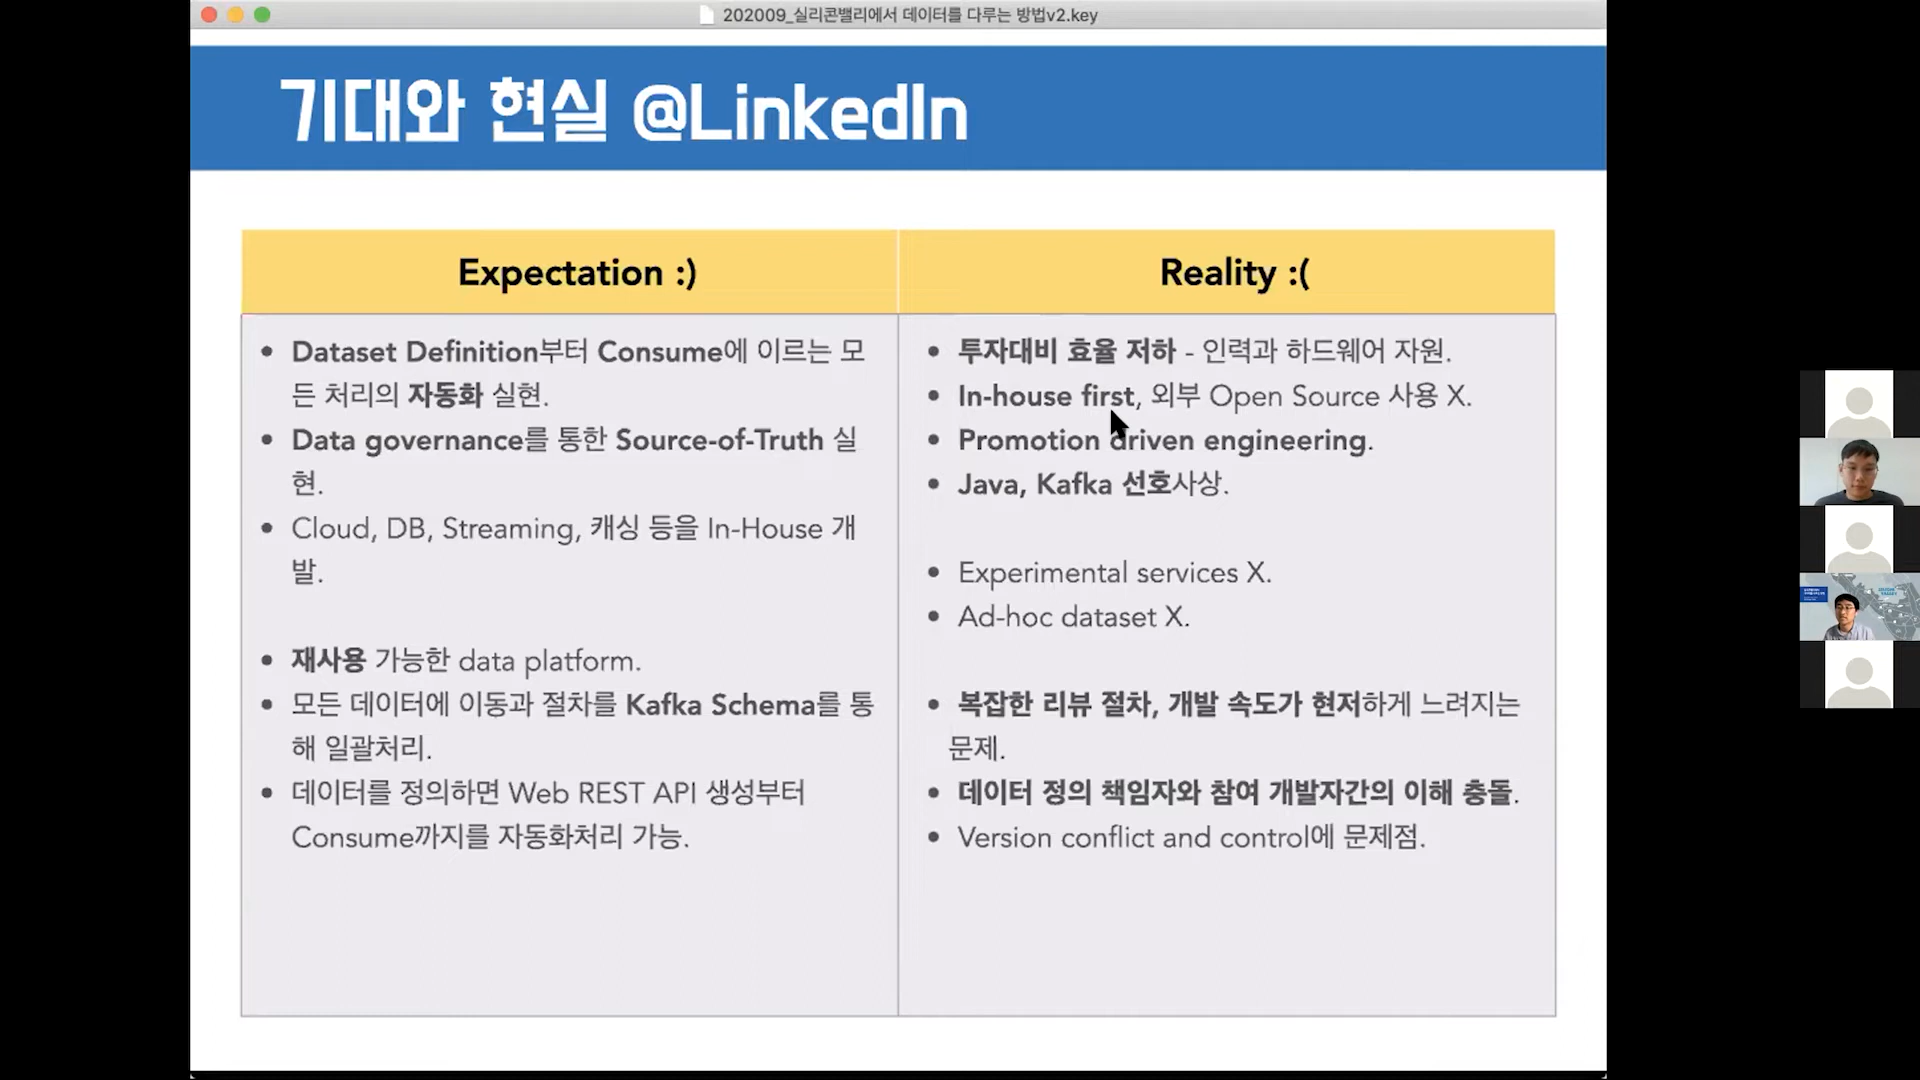 202009_실리콘밸리에서 데이터를 다루는 방법v2.key
기대와 현실 @LinkedIn
Expectation :)
• Dataset Definition부터 Consume에 이르는 모
든 처리의 자동화 실현.
• Data governance를 통한 Source-of-Truth 실
현.
• Cloud, DB, Streaming, 캐싱 등을 In-House 개
발.
• 재사용 가능한 data platform.
• 모든 데이터에 이동과 절차를 Kafka Schema를 통
해 일괄처리.
• 데이터를 정의하면 Web REST API 생성부터
Consume까지를 자동화처리 가능.
Reality :(
• 투자대비 효율 저하 - 인력과 하드웨어 자원.
• In-house first, 외부 Open Source 사용 X.
• Promotion driven engineering.
• Java, Kafka 선호사상.
• Experimental services X.
• Ad-hoc dataset X.
• 복잡한 리뷰 절차, 개발 속도가 현저하게 느려지는
문제.
• 데이터 정의 책임자와 참여 개발자간의 이해 충돌.
• Version conflict and control에 문제점.